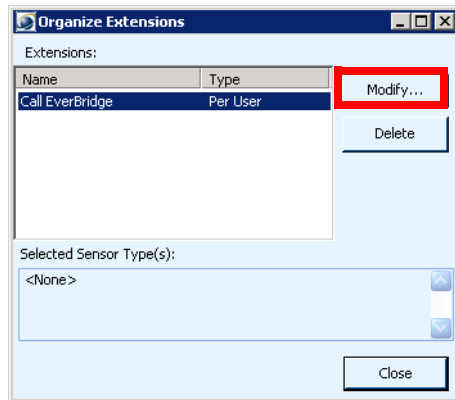 Organize Extensions
Extensions:
Name Type
Modify...
Call EverBridge Per User
Delete
Selected Sensor Type(s):
<None>
Close